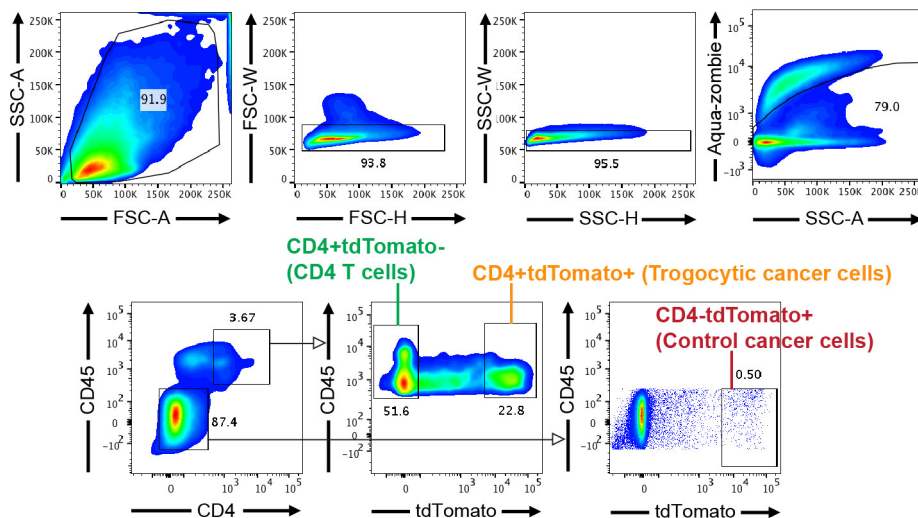 SSC-A
250K
200K
150K
100K
50K
0
91.9
0 50K 100K 150K 200K 250K
FSC-A
FSC-W
250K
200K
150K
100K
50K
0
93.8
0 50K 100K 150K 200K 250K
FSC-H
SSC-W
250K
200K
150K
100K
50K
0
95.5
0 50K 100K 150K 200K 250K
SSC-H
Aqua-zombie
10^5
10^4
10^3
0
-10^3
79.0
0 50K 100K 150K 200K 250K
SSC-A
CD4+tdTomato-
(CD4 T cells)
CD4+tdTomato+ (Trogocytic cancer cells)
CD4-tdTomato+
(Control cancer cells)
CD45
10^5
10^4
10^3
10^2
0
-10^2
3.67
87.4
0 10^3 10^4 10^5
CD4
CD45
10^5
10^4
10^3
10^2
0
-10^2
51.6
22.8
0 10^3 10^4 10^5
tdTomato
CD45
10^5
10^4
10^3
10^2
0
-10^2
0.50
0 10^3 10^4 10^5
tdTomato